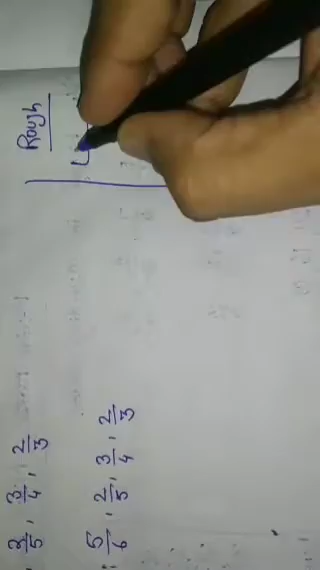 Rough
, 2/5, 3/4, 2/3
: 5/6, 2/5, 3/4, 2/3